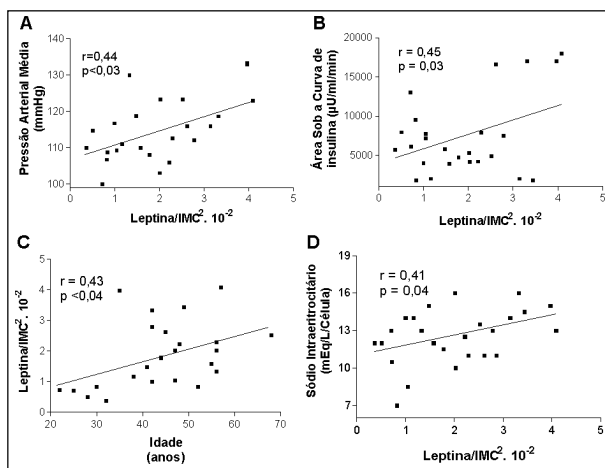 A
r=0,44
p<0,03
Pressão Arterial Média
(mmHg)
140
130
120
110
100
0 1 2 3 4 5
Leptina/IMC². 10⁻²
B
r = 0,45
p = 0,03
Área Sob a Curva de
insulina (µU/ml/min)
20000
15000
10000
5000
0 1 2 3 4 5
Leptina/IMC². 10⁻²
C
r = 0,43
p <0,04
Leptina/IMC². 10⁻²
5
4
3
2
1
0
20 30 40 50 60 70
Idade
(anos)
D
r = 0,41
p = 0,04
Sódio Intraeritrocitário
(mEq/L/Célula)
19
16
13
10
7
0 1 2 3 4 5
Leptina/IMC². 10⁻²